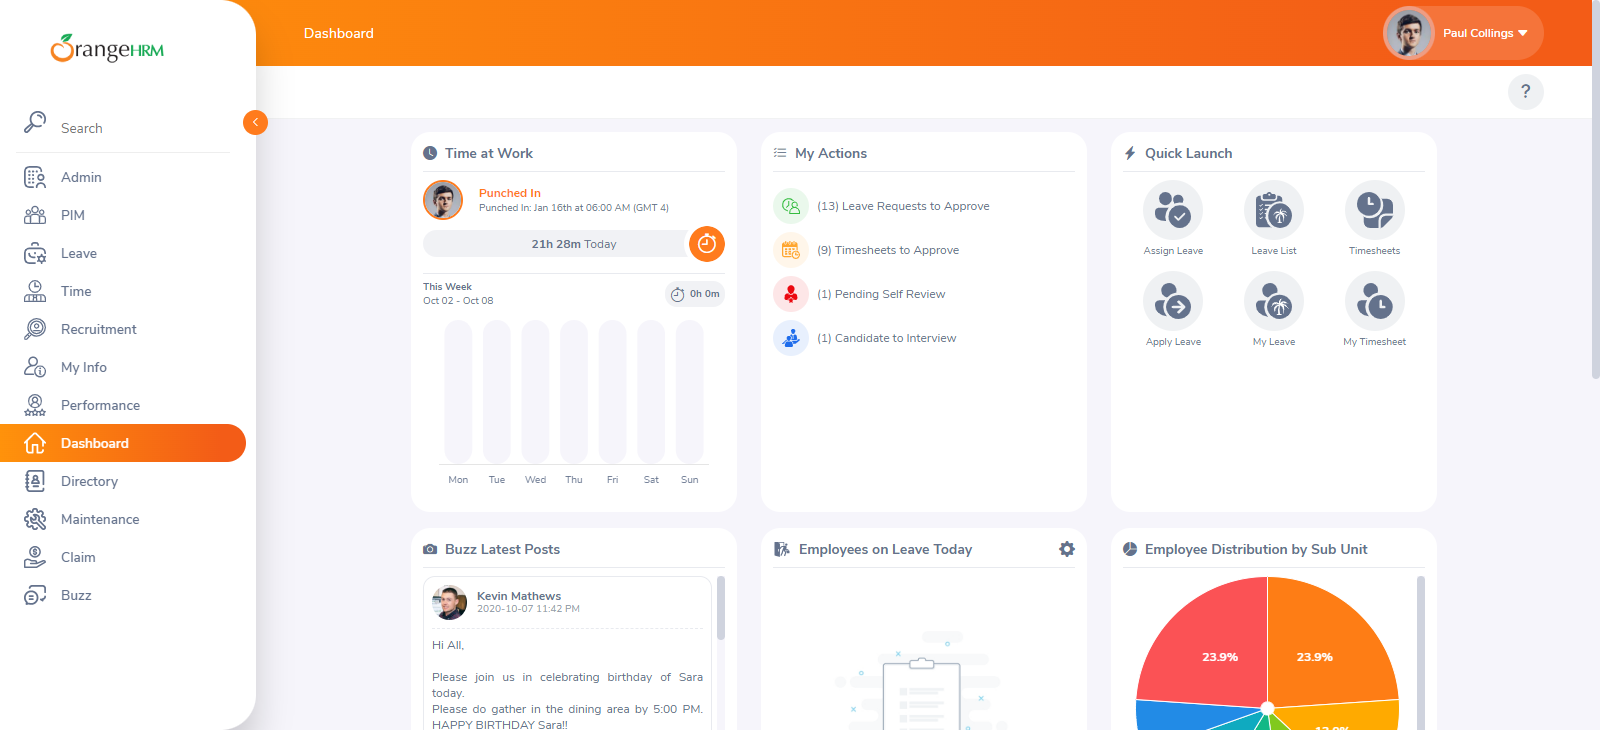 OrangeHRM
Search
Admin
PIM
Leave
Time
Recruitment
My Info
Performance
Dashboard
Directory
Maintenance
Claim
Buzz
Dashboard
Paul Collings
?
Time at Work
Punched In
Punched In: Jan 16th at 06:00 AM (GMT 4)
21h 28m Today
This Week
Oct 02 - Oct 08
0h 0m
Mon Tue Wed Thu Fri Sat Sun
My Actions
(13) Leave Requests to Approve
(9) Timesheets to Approve
(1) Pending Self Review
(1) Candidate to Interview
Quick Launch
Assign Leave
Leave List
Timesheets
Apply Leave
My Leave
My Timesheet
Buzz Latest Posts
Kevin Mathews
2020-10-07 11:42 PM
Hi All,
Please join us in celebrating birthday of Sara
today.
Please do gather in the dining area by 5:00 PM.
HAPPY BIRTHDAY Sara!!
Employees on Leave Today
Employee Distribution by Sub Unit
23.9%
23.9%